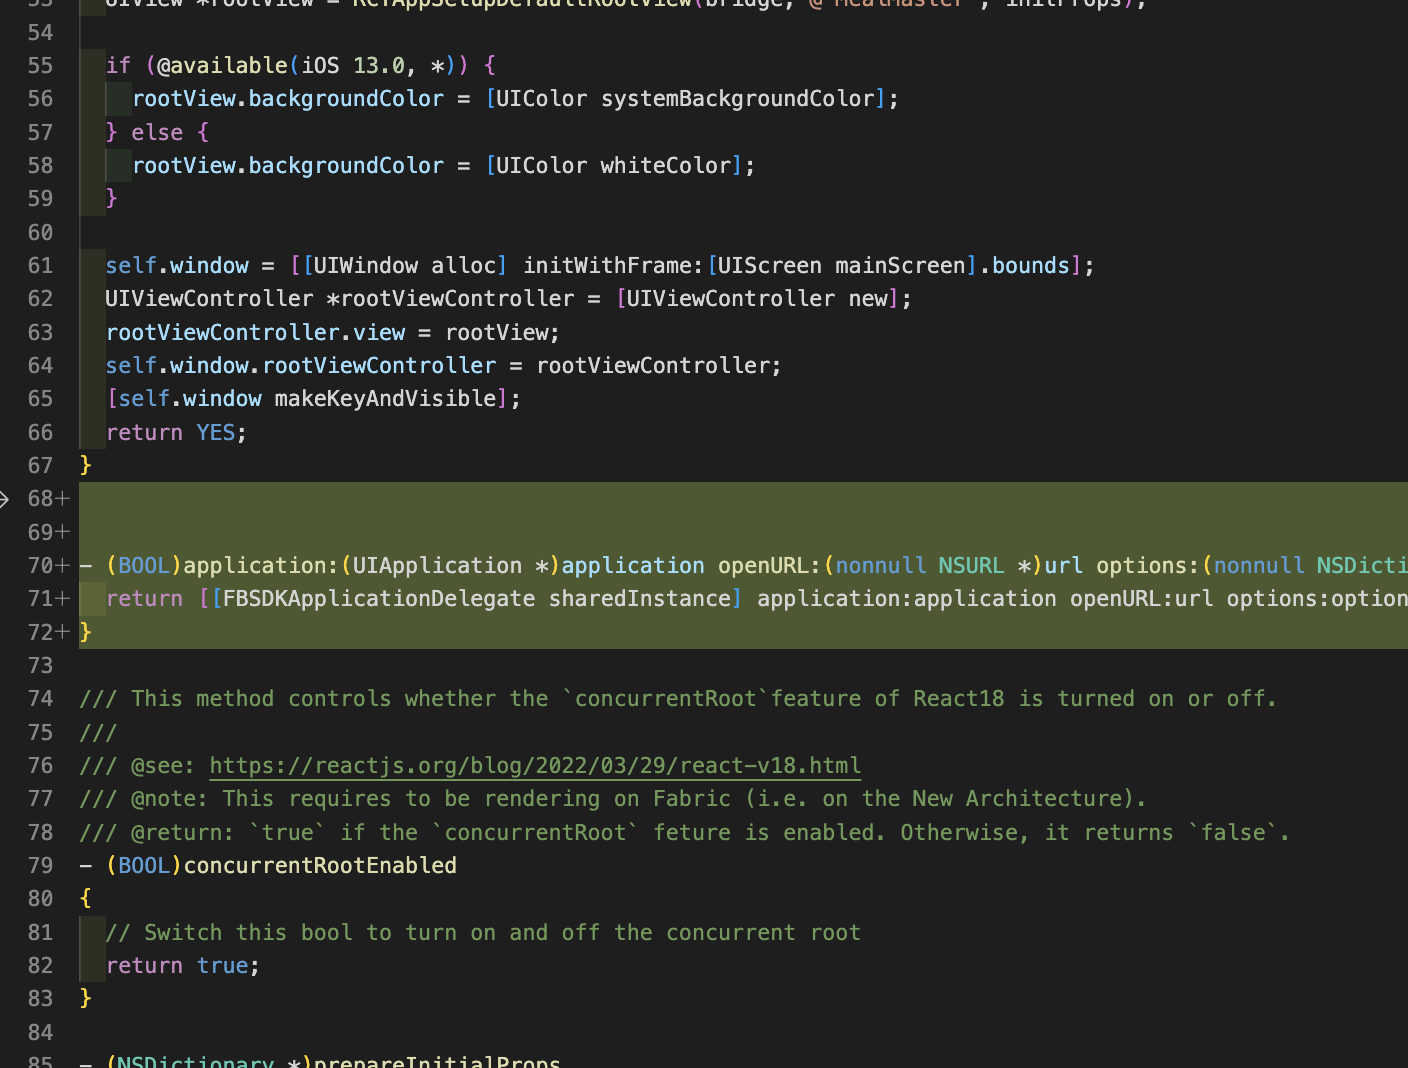 53 UIView *rootView = RCTAppSetupDefaultRootView(bridge, @"MealMaster", initProps);
54
55 if (@available(iOS 13.0, *)) {
56 rootView.backgroundColor = [UIColor systemBackgroundColor];
57 } else {
58 rootView.backgroundColor = [UIColor whiteColor];
59 }
60
61 self.window = [[UIWindow alloc] initWithFrame:[UIScreen mainScreen].bounds];
62 UIViewController *rootViewController = [UIViewController new];
63 rootViewController.view = rootView;
64 self.window.rootViewController = rootViewController;
65 [self.window makeKeyAndVisible];
66 return YES;
67 }
68+
69+
70+ - (BOOL)application:(UIApplication *)application openURL:(nonnull NSURL *)url options:(nonnull NSDicti
71+ return [[FBSDKApplicationDelegate sharedInstance] application:application openURL:url options:option
72+ }
73
74 /// This method controls whether the `concurrentRoot`feature of React18 is turned on or off.
75 ///
76 /// @see: https://reactjs.org/blog/2022/03/29/react-v18.html
77 /// @note: This requires to be rendering on Fabric (i.e. on the New Architecture).
78 /// @return: `true` if the `concurrentRoot` feture is enabled. Otherwise, it returns `false`.
79 - (BOOL)concurrentRootEnabled
80 {
81 // Switch this bool to turn on and off the concurrent root
82 return true;
83 }
84
85 - (NSDictionary *)prepareInitialProps